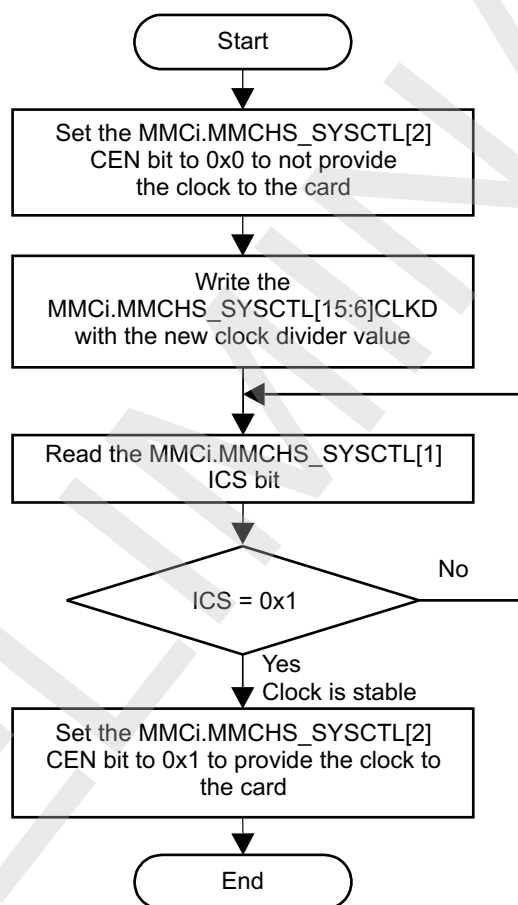 Start
Set the MMCi.MMCHS_SYSCTL[2]
CEN bit to 0x0 to not provide
the clock to the card
Write the
MMCi.MMCHS_SYSCTL[15:6]CLKD
with the new clock divider value
Read the MMCi.MMCHS_SYSCTL[1]
ICS bit
ICS = 0x1
No
Yes
Clock is stable
Set the MMCi.MMCHS_SYSCTL[2]
CEN bit to 0x1 to provide the clock to
the card
End